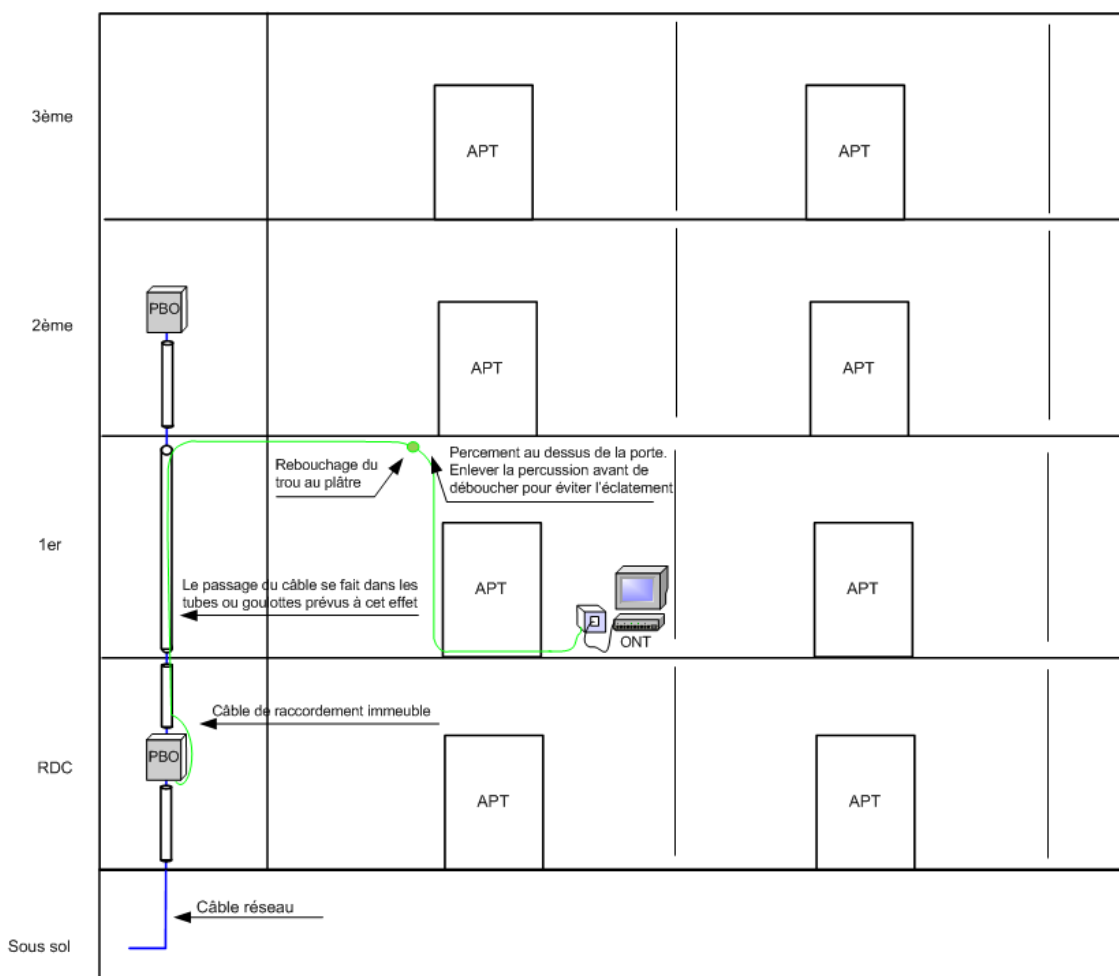 3ème
APT
APT
PBO
2ème
APT
APT
Rebouchage du
trou au plâtre
Percement au dessus de la porte.
Enlever la percussion avant de
déboucher pour éviter l'éclatement
1er
Le passage du câble se fait dans les
tubes ou goulottes prévus à cet effet
APT
ONT
APT
Câble de raccordement immeuble
PBO
RDC
APT
APT
Câble réseau
Sous sol